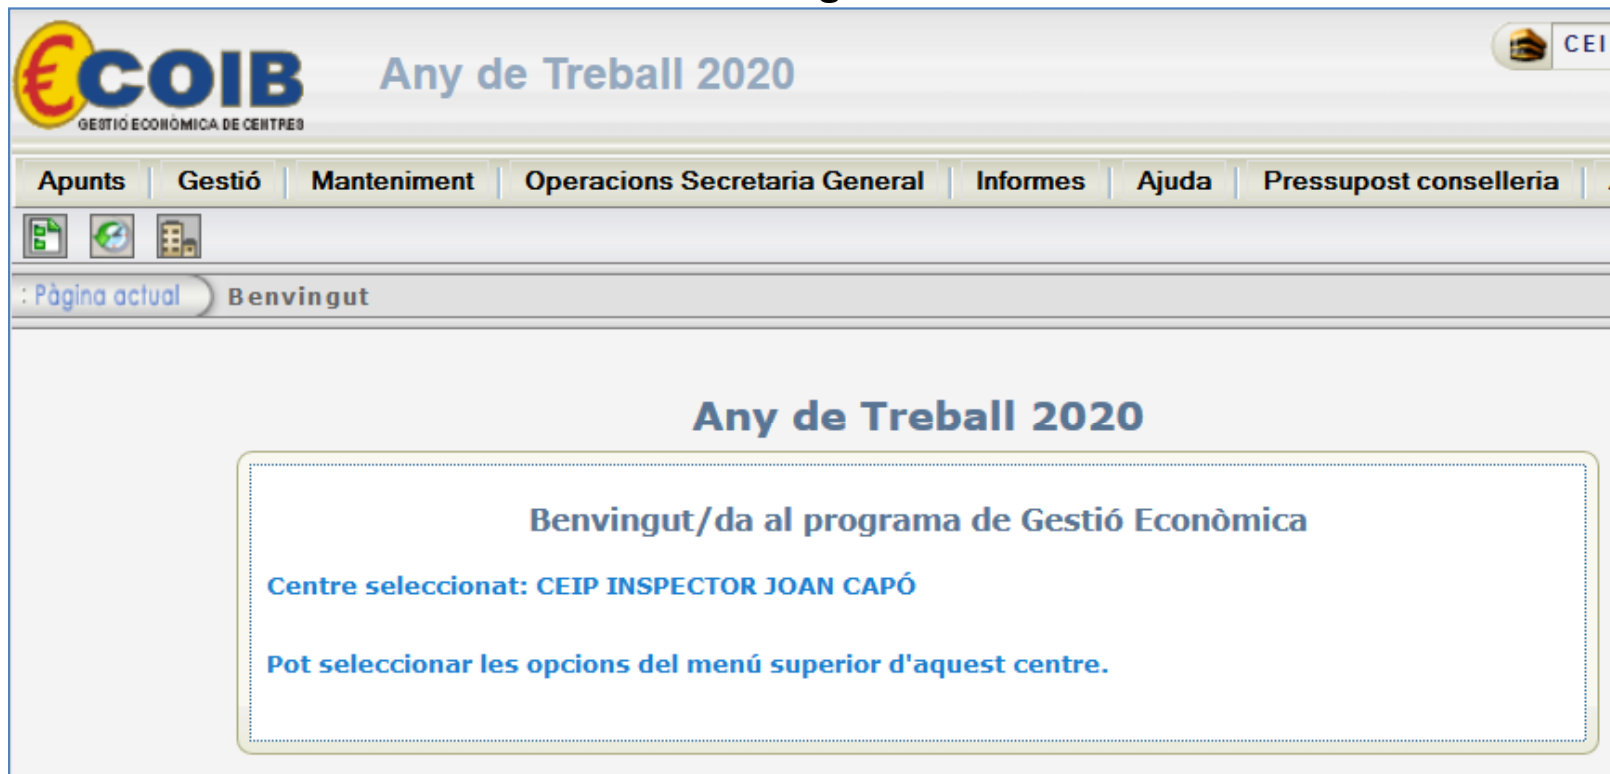 €COIB
GESTIÓ ECONÒMICA DE CENTRES
Any de Treball 2020
CEI
Apunts Gestió Manteniment Operacions Secretaria General Informes Ajuda Pressupost conselleria
: Pàgina actual Benvingut
Any de Treball 2020
Benvingut/da al programa de Gestió Econòmica
Centre seleccionat: CEIP INSPECTOR JOAN CAPÓ
Pot seleccionar les opcions del menú superior d'aquest centre.